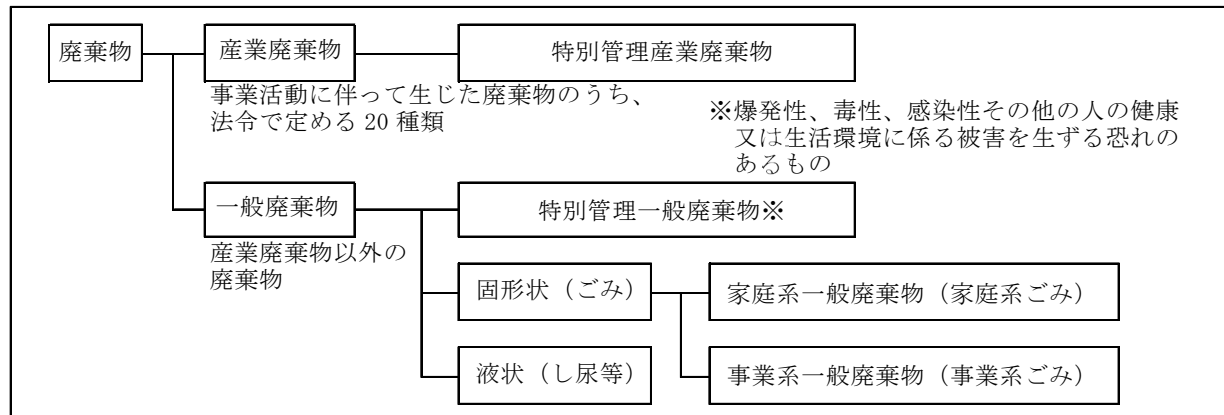 廃棄物
産業廃棄物
特別管理産業廃棄物
事業活動に伴って生じた廃棄物のうち、
法令で定める 20 種類
※爆発性、毒性、感染性その他の人の健康
又は生活環境に係る被害を生ずる恐れの
あるもの
一般廃棄物
特別管理一般廃棄物※
産業廃棄物以外の
廃棄物
固形状（ごみ）
家庭系一般廃棄物（家庭系ごみ）
液状（し尿等）
事業系一般廃棄物（事業系ごみ）